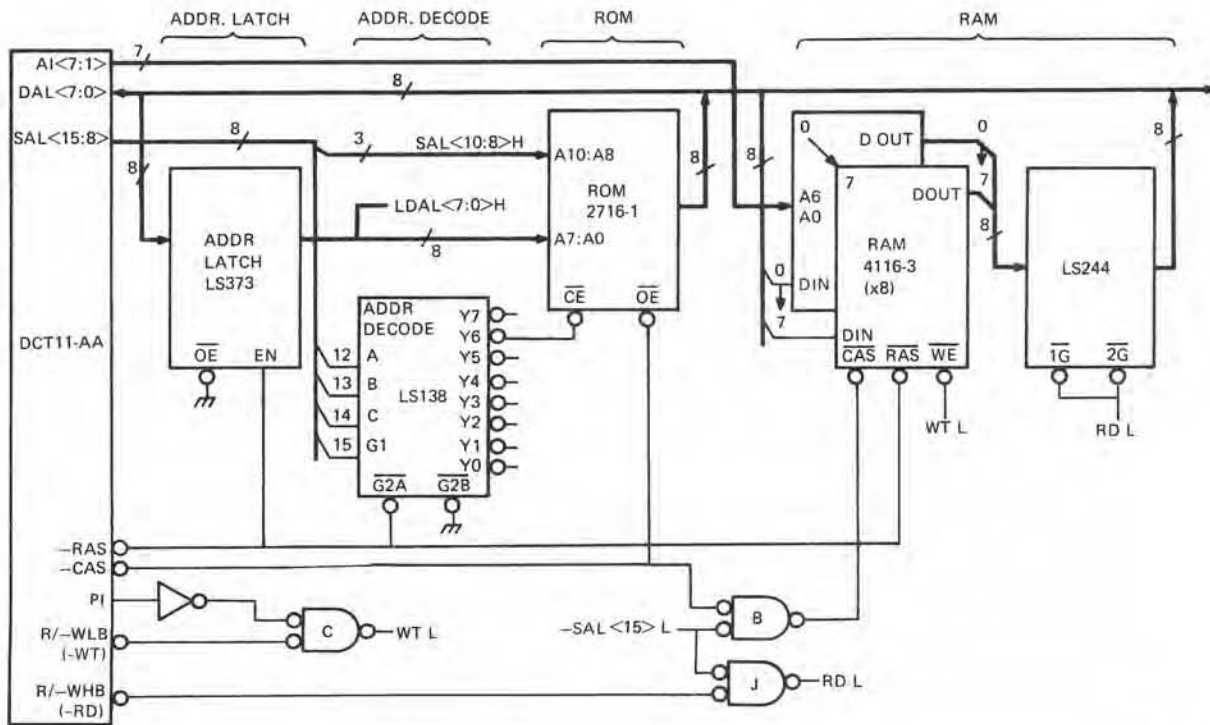 ADDR. LATCH
ADDR. DECODE
ROM
RAM
AI<7:1>
7
DAL<7:0>
8
SAL<15:8>
8
3
SAL<10:8>H
A10:A8
8
ADDR
LATCH
LS373
LDAL<7:0>H
8
A7:A0
ROM
2716-1
8
8
0
D OUT
7
DOUT
0
7
8
8
A6
A0
RAM
4116-3
(x8)
LS244
0
DIN
7
DIN
CE
OE
CAS
RAS
WE
1G
2G
WT L
RD L
DCT11-AA
OE
EN
ADDR
DECODE
Y7
Y6
Y5
Y4
Y3
Y2
Y1
Y0
12
A
13
B
14
C
15
G1
LS138
G2A
G2B
–RAS
–CAS
PI
R/–WLB
(–WT)
C
WT L
–SAL <15> L
B
J
RD L
R/–WHB
(–RD)